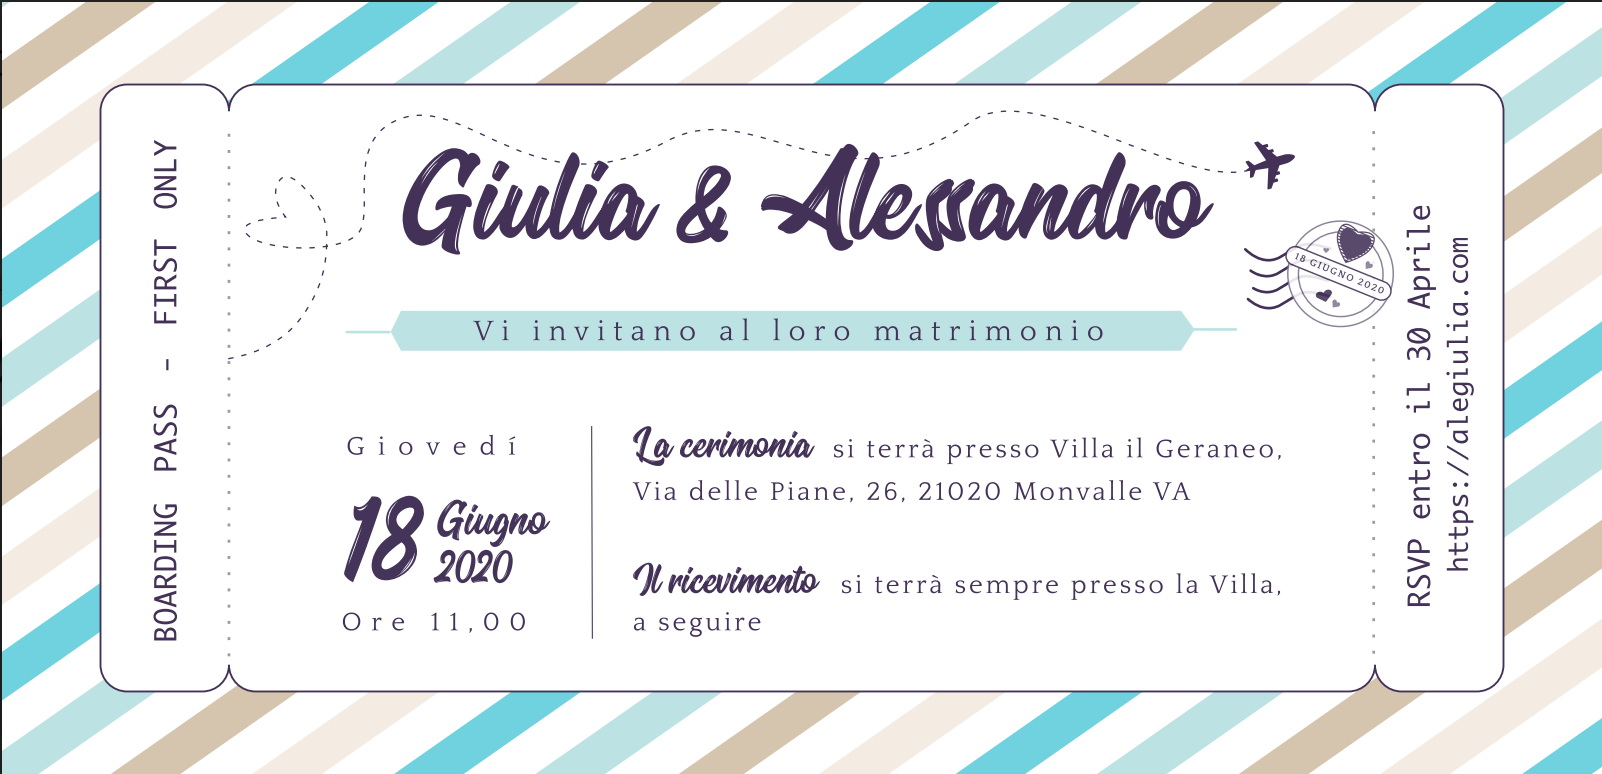 BOARDING PASS - FIRST ONLY
Giulia & Alessandro
18 GIUGNO 2020
Vi invitano al loro matrimonio
Giovedí
18 Giugno
2020
Ore 11,00
La cerimonia si terrà presso Villa il Geraneo,
Via delle Piane, 26, 21020 Monvalle VA
Il ricevimento si terrà sempre presso la Villa,
a seguire
RSVP entro il 30 Aprile
https://alegiulia.com